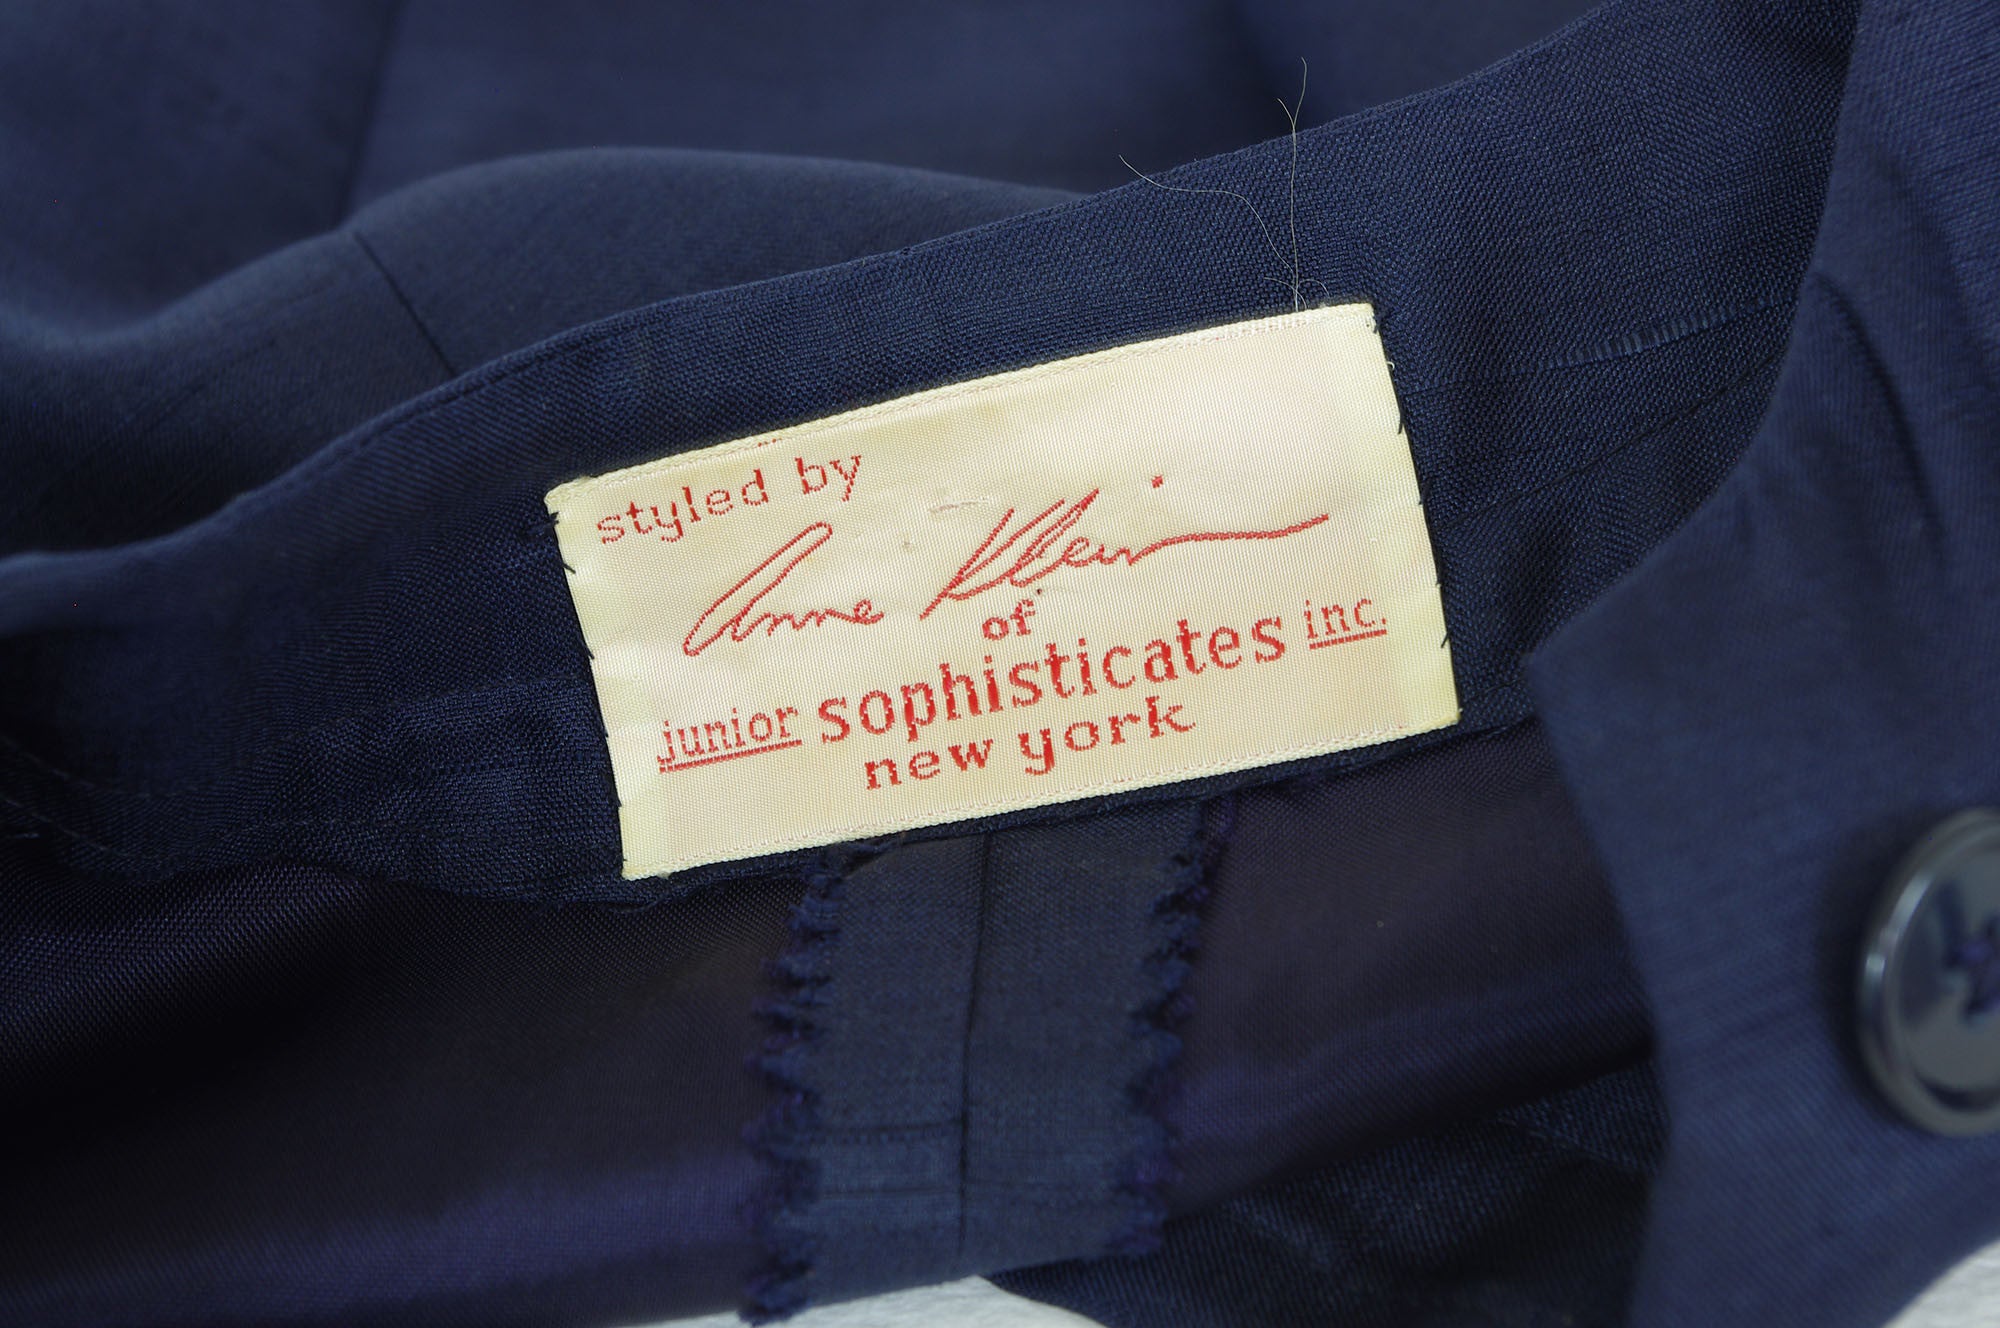 styled by
Anne Klein
of
junior sophisticates inc.
new york